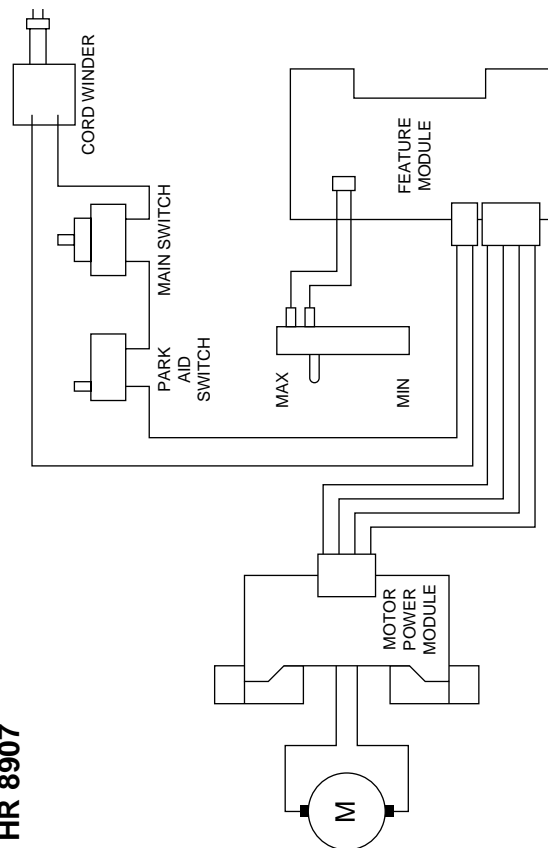 HR 8907
CORD WINDER
MAIN SWITCH
PARK
AID
SWITCH
MAX
MIN
FEATURE
MODULE
MOTOR
POWER
MODULE
M